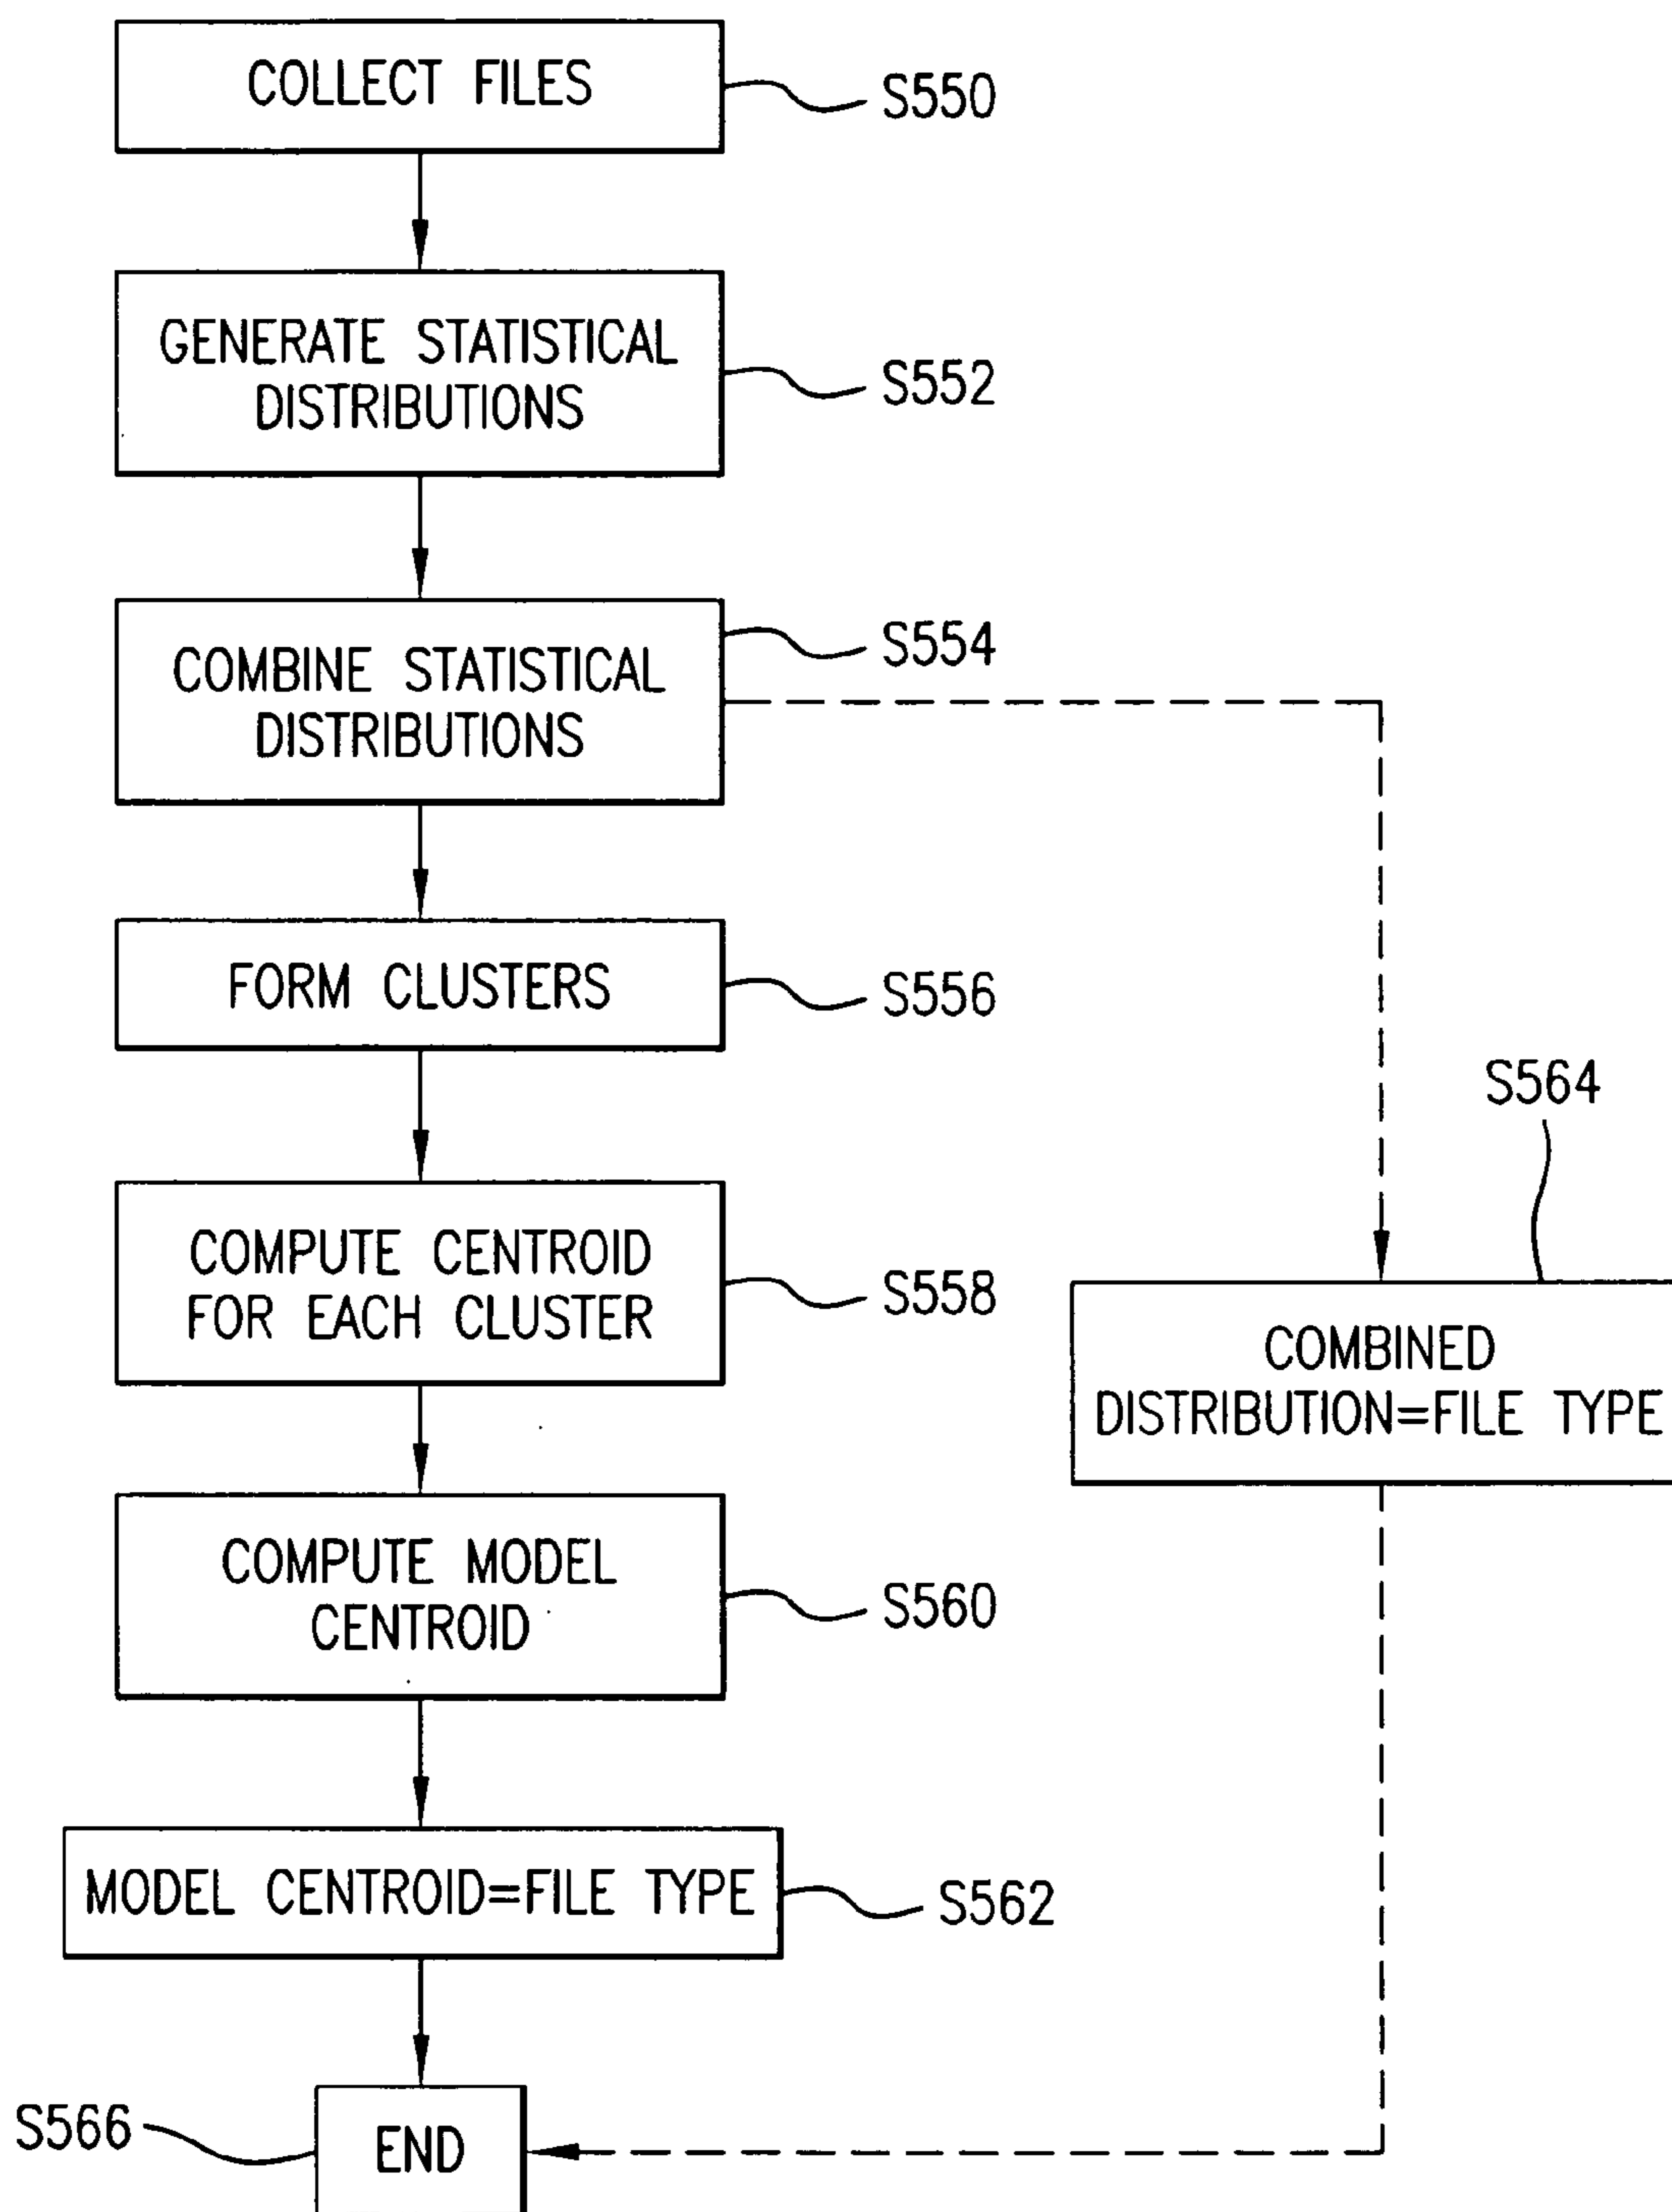 COLLECT FILES
S550
GENERATE STATISTICAL
DISTRIBUTIONS
S552
COMBINE STATISTICAL
DISTRIBUTIONS
S554
FORM CLUSTERS
S556
COMPUTE CENTROID
FOR EACH CLUSTER
S558
S564
COMBINED
DISTRIBUTION=FILE TYPE
COMPUTE MODEL
CENTROID
S560
MODEL CENTROID=FILE TYPE
S562
S566
END